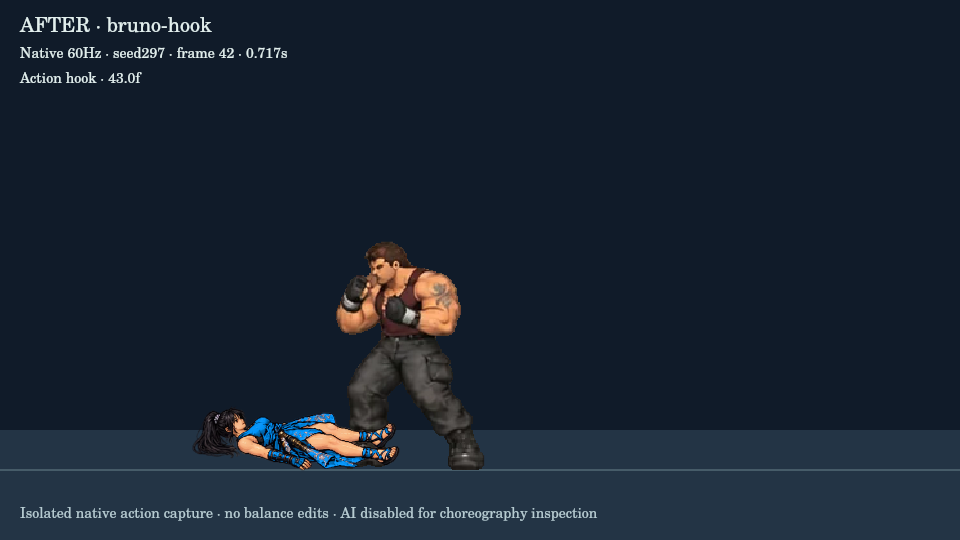 AFTER · bruno-hook
Native 60Hz · seed297 · frame 42 · 0.717s
Action hook · 43.0f
Isolated native action capture · no balance edits · AI disabled for choreography inspection